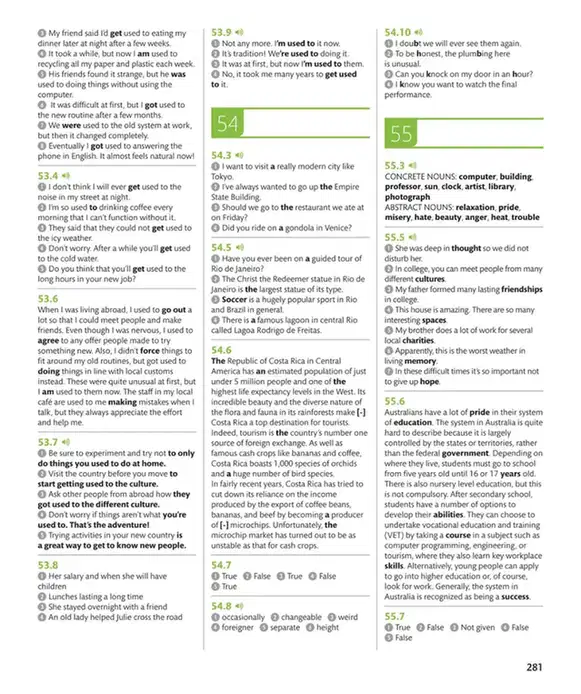 ③ My friend said I'd get used to eating my
dinner later at night after a few weeks.
④ It took a while, but now I am used to
recycling all my paper and plastic each week.
⑤ His friends found it strange, but he was
used to doing things without using the
computer.
⑥ It was difficult at first, but I got used to
the new routine after a few months.
⑦ We were used to the old system at work,
but then it changed completely.
⑧ Eventually I got used to answering the
phone in English. It almost feels natural now!
53.4
① I don't think I will ever get used to the
noise in my street at night.
② I'm so used to drinking coffee every
morning that I can't function without it.
③ They said that they could not get used to
the icy weather.
④ Don't worry. After a while you'll get used
to the cold water.
⑤ Do you think that you'll get used to the
long hours in your new job?
53.6
When I was living abroad, I used to go out a
lot so that I could meet people and make
friends. Even though I was nervous, I used to
agree to any offer people made to try
something new. Also, I didn't force things to
fit around my old routines, but got used to
doing things in line with local customs
instead. These were quite unusual at first, but
I am used to them now. The staff in my local
café are used to me making mistakes when I
talk, but they always appreciate the effort
and help me.
53.7
① Be sure to experiment and try not to only
do things you used to do at home.
② Visit the country before you move to
start getting used to the culture.
③ Ask other people from abroad how they
got used to the different culture.
④ Don't worry if things aren't what you're
used to. That's the adventure!
⑤ Trying activities in your new country is
a great way to get to know new people.
53.8
① Her salary and when she will have
children
② Lunches lasting a long time
③ She stayed overnight with a friend
④ An old lady helped Julie cross the road
53.9
① Not any more. I'm used to it now.
② It's tradition! We're used to doing it.
③ It was at first, but now I'm used to them.
④ No, it took me many years to get used
to it.
54
54.3
① I want to visit a really modern city like
Tokyo.
② I've always wanted to go up the Empire
State Building.
③ Should we go to the restaurant we ate at
on Friday?
④ Did you ride on a gondola in Venice?
54.5
① Have you ever been on a guided tour of
Rio de Janeiro?
② The Christ the Redeemer statue in Rio de
Janeiro is the largest statue of its type.
③ Soccer is a hugely popular sport in Rio
and Brazil in general.
④ There is a famous lagoon in central Rio
called Lagoa Rodrigo de Freitas.
54.6
The Republic of Costa Rica in Central
America has an estimated population of just
under 5 million people and one of the
highest life expectancy levels in the West. Its
incredible beauty and the diverse nature of
the flora and fauna in its rainforests make [-]
Costa Rica a top destination for tourists.
Indeed, tourism is the country's number one
source of foreign exchange. As well as
famous cash crops like bananas and coffee,
Costa Rica boasts 1,000 species of orchids
and a huge number of bird species.
In fairly recent years, Costa Rica has tried to
cut down its reliance on the income
produced by the export of coffee beans,
bananas, and beef by becoming a producer
of [-] microchips. Unfortunately, the
microchip market has turned out to be as
unstable as that for cash crops.
54.7
① True ② False ③ True ④ False
⑤ True
54.8
① occasionally ② changeable ③ weird
④ foreigner ⑤ separate ⑥ height
54.10
① I doubt we will ever see them again.
② To be honest, the plumbing here
is unusual.
③ Can you knock on my door in an hour?
④ I know you want to watch the final
performance.
55
55.3
CONCRETE NOUNS: computer, building,
professor, sun, clock, artist, library,
photograph
ABSTRACT NOUNS: relaxation, pride,
misery, hate, beauty, anger, heat, trouble
55.5
① She was deep in thought so we did not
disturb her.
② In college, you can meet people from many
different cultures.
③ My father formed many lasting friendships
in college.
④ This house is amazing. There are so many
interesting spaces.
⑤ My brother does a lot of work for several
local charities.
⑥ Apparently, this is the worst weather in
living memory.
⑦ In these difficult times it's so important not
to give up hope.
55.6
Australians have a lot of pride in their system
of education. The system in Australia is quite
hard to describe because it is largely
controlled by the states or territories, rather
than the federal government. Depending on
where they live, students must go to school
from five years old until 16 or 17 years old.
There is also nursery level education, but this
is not compulsory. After secondary school,
students have a number of options to
develop their abilities. They can choose to
undertake vocational education and training
(VET) by taking a course in a subject such as
computer programming, engineering, or
tourism, where they also learn key workplace
skills. Alternatively, young people can apply
to go into higher education or, of course,
look for work. Generally, the system in
Australia is recognized as being a success.
55.7
① True ② False ③ Not given ④ False
⑤ False
281